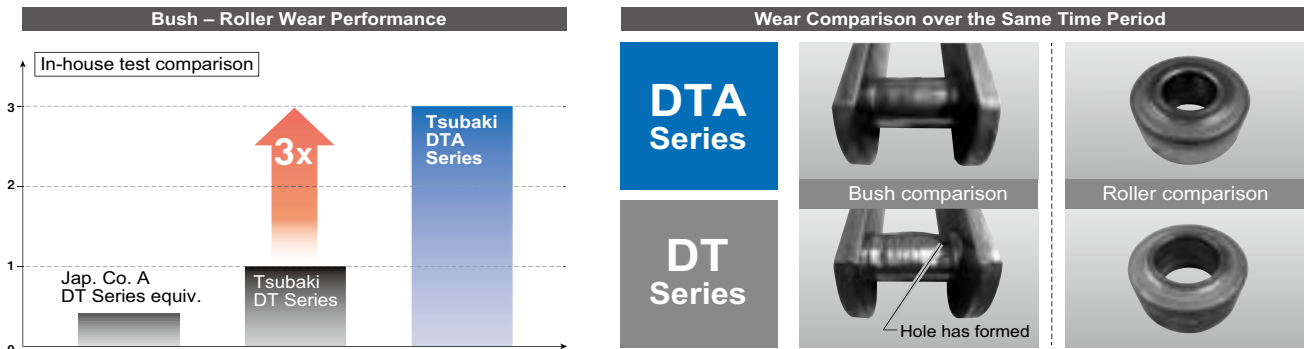 Bush – Roller Wear Performance
In-house test comparison
3
2
1
0
Jap. Co. A
DT Series equiv.
3x
Tsubaki
DT Series
Tsubaki
DTA
Series
Wear Comparison over the Same Time Period
DTA
Series
Bush comparison
Roller comparison
DT
Series
Hole has formed